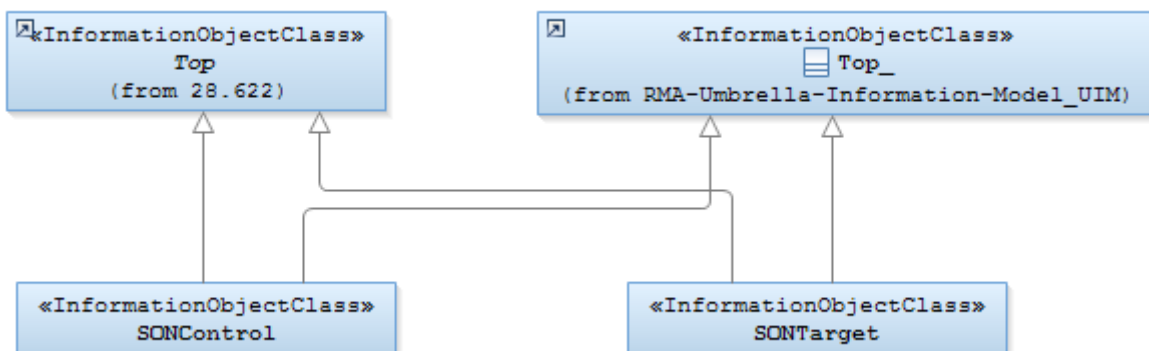 «InformationObjectClass»
Top
(from 28.622)
«InformationObjectClass»
Top_
(from RMA-Umbrella-Information-Model_UIM)
«InformationObjectClass»
SONControl
«InformationObjectClass»
SONTarget